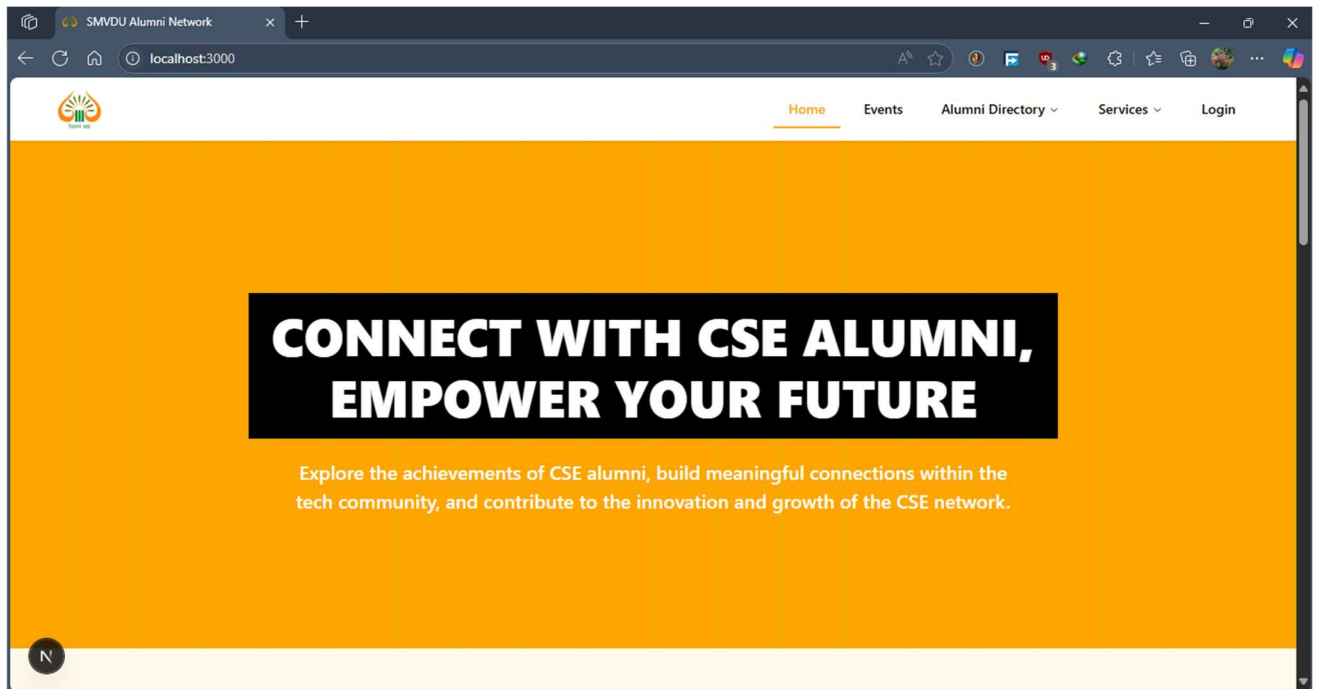 SMVDU Alumni Network
localhost:3000
3
Home Events Alumni Directory Services Login
CONNECT WITH CSE ALUMNI,
EMPOWER YOUR FUTURE
Explore the achievements of CSE alumni, build meaningful connections within the
tech community, and contribute to the innovation and growth of the CSE network.
N